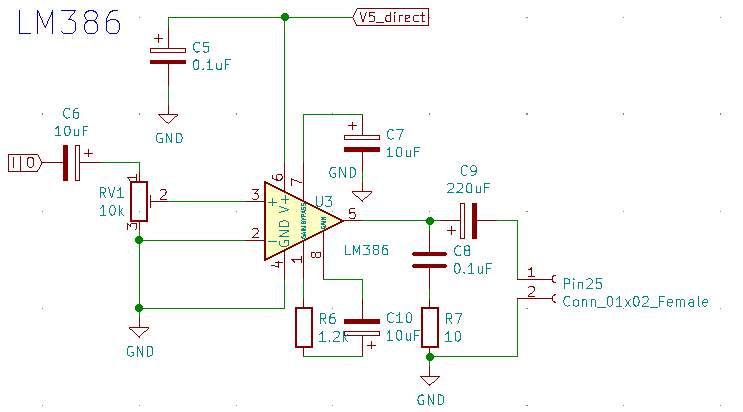 LM386
V5_direct
C5
0.1uF
GND
C6
10uF
I10
RV1
10k
1
2
3
6
7
3
2
4
1
8
5
+
V+
GND
GAIN
BYPASS
GAIN
U3
LM386
C7
10uF
GND
C9
220uF
C8
0.1uF
1
2
Pin25
Conn_01x02_Female
R6
1.2k
C10
10uF
R7
10
GND
GND